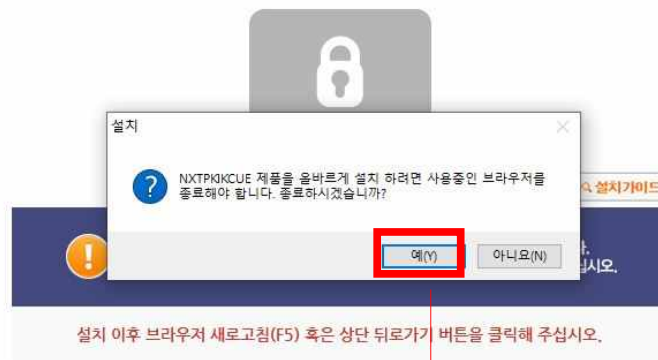 설치
NXTPKIKCUE 제품을 올바르게 설치 하려면 사용중인 브라우저를
종료해야 합니다. 종료하시겠습니까?
설치가이드
예(Y)
아니요(N)
시오.
설치 이후 브라우저 새로고침(F5) 혹은 상단 뒤로가기 버튼을 클릭해 주십시오.